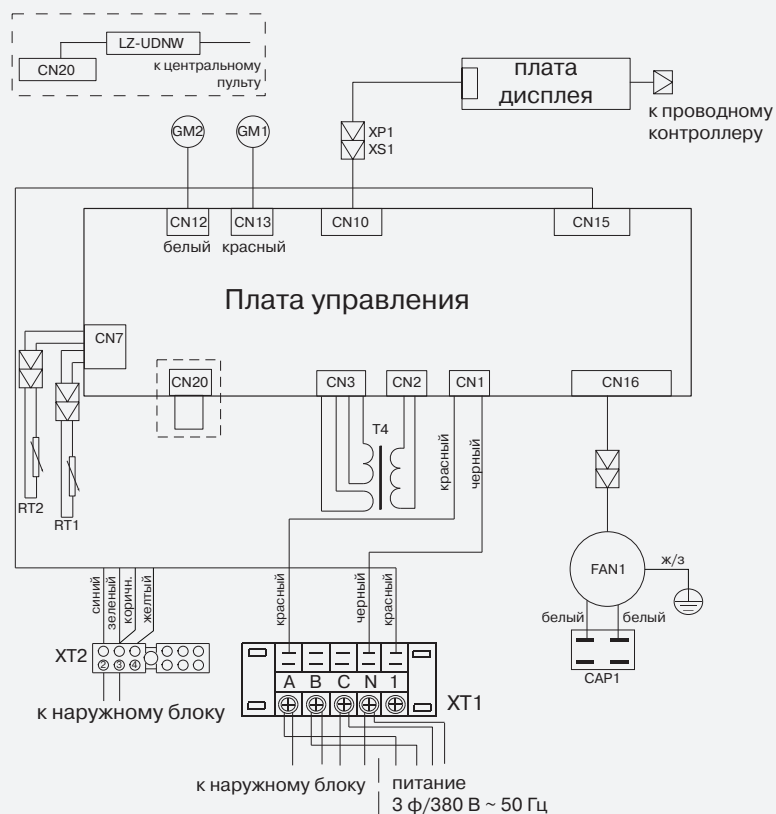 LZ-UDNW
CN20
к центральному
пульту
плата
дисплея
к проводному
контроллеру
GM2
GM1
XP1
XS1
CN12
CN13
CN10
CN15
белый
красный
Плата управления
CN7
CN20
CN3
CN2
CN1
CN16
T4
красный
черный
RT2
RT1
FAN1
ж/з
синий
зеленый
коричн.
желтый
красный
черный
красный
белый
белый
CAP1
XT2
2 3 4
A B C N 1
XT1
к наружному блоку
к наружному блоку
питание
3 ф/380 В ~ 50 Гц